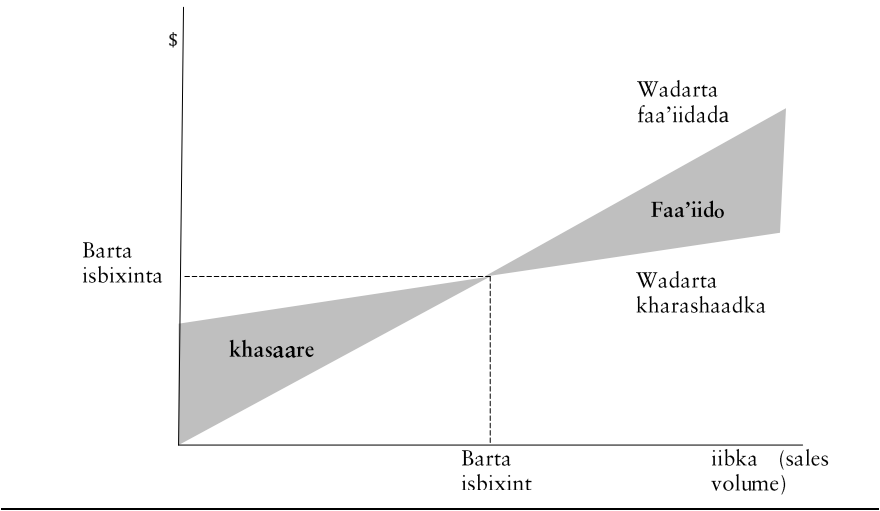 $
Wadarta
faa’iidada
Faa’iido
Barta
isbixinta
Wadarta
kharashaadka
khasaare
Barta
isbixint
iibka (sales
volume)